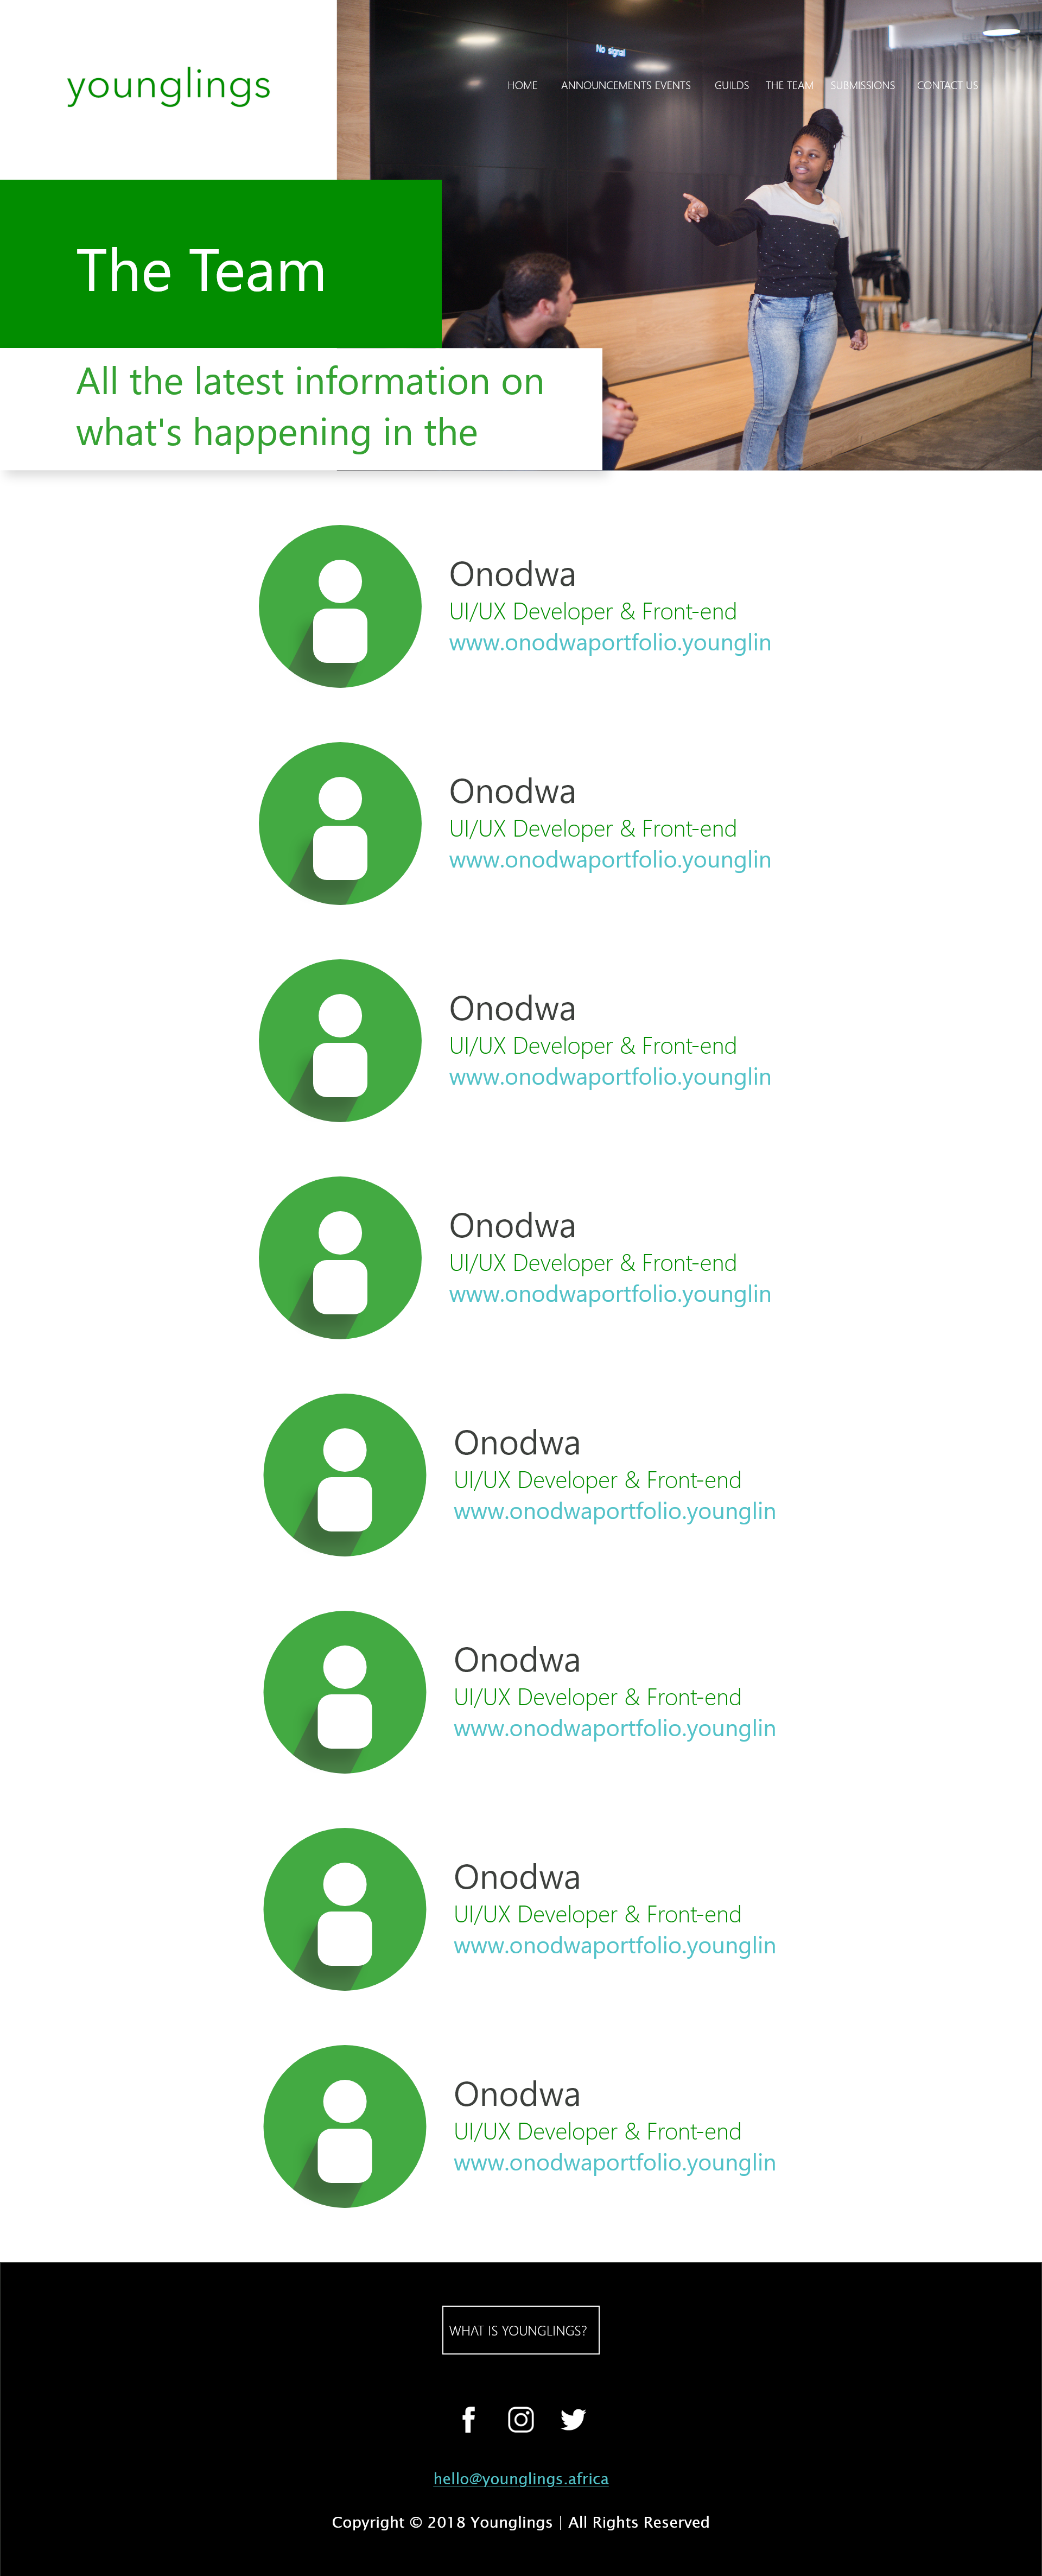 younglings
No signal
HOME ANNOUNCEMENTS EVENTS GUILDS THE TEAM SUBMISSIONS CONTACT US
The Team
All the latest information on
what's happening in the
Onodwa
UI/UX Developer & Front-end
www.onodwaportfolio.younglin
Onodwa
UI/UX Developer & Front-end
www.onodwaportfolio.younglin
Onodwa
UI/UX Developer & Front-end
www.onodwaportfolio.younglin
Onodwa
UI/UX Developer & Front-end
www.onodwaportfolio.younglin
Onodwa
UI/UX Developer & Front-end
www.onodwaportfolio.younglin
Onodwa
UI/UX Developer & Front-end
www.onodwaportfolio.younglin
Onodwa
UI/UX Developer & Front-end
www.onodwaportfolio.younglin
Onodwa
UI/UX Developer & Front-end
www.onodwaportfolio.younglin
WHAT IS YOUNGLINGS?
hello@younglings.africa
Copyright © 2018 Younglings | All Rights Reserved